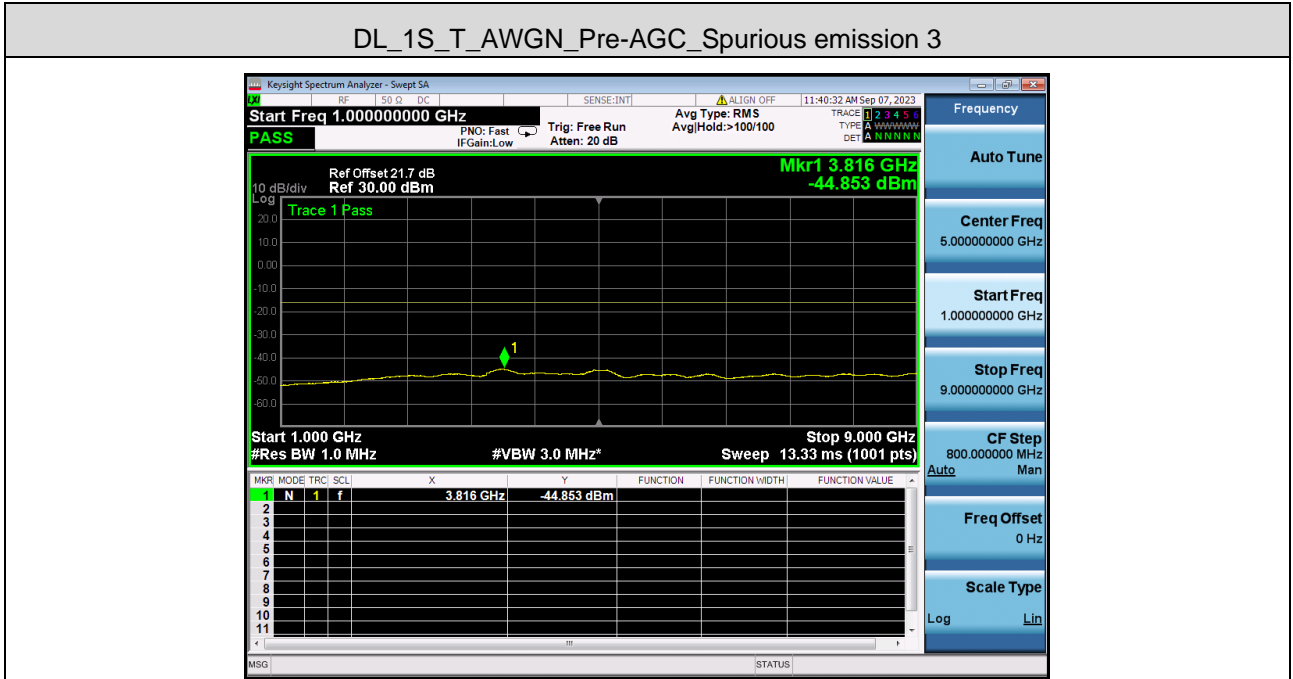 DL_1S_T_AWGN_Pre-AGC_Spurious emission 3
Keysight Spectrum Analyzer - Swept SA
LXI RF 50 Ω DC SENSE:INT ALIGN OFF 11:40:32 AM Sep 07, 2023
Start Freq 1.000000000 GHz
PASS
PNO: Fast
IFGain:Low
Trig: Free Run
Atten: 20 dB
Avg Type: RMS
Avg|Hold:>100/100
TRACE 1 2 3 4 5 6
TYPE A WWWWW
DET A N N N N N
Mkr1 3.816 GHz
-44.853 dBm
Ref Offset 21.7 dB
10 dB/div Ref 30.00 dBm
Log
Trace 1 Pass
20.0
10.0
0.00
-10.0
-20.0
-30.0
-40.0
-50.0
-60.0
1
Start 1.000 GHz Stop 9.000 GHz
#Res BW 1.0 MHz #VBW 3.0 MHz* Sweep 13.33 ms (1001 pts)
MKR MODE TRC SCL X Y FUNCTION FUNCTION WIDTH FUNCTION VALUE
1 N 1 f 3.816 GHz -44.853 dBm
2
3
4
5
6
7
8
9
10
11
MSG STATUS
Frequency
Auto Tune
Center Freq
5.000000000 GHz
Start Freq
1.000000000 GHz
Stop Freq
9.000000000 GHz
CF Step
800.000000 MHz
Auto Man
Freq Offset
0 Hz
Scale Type
Log Lin